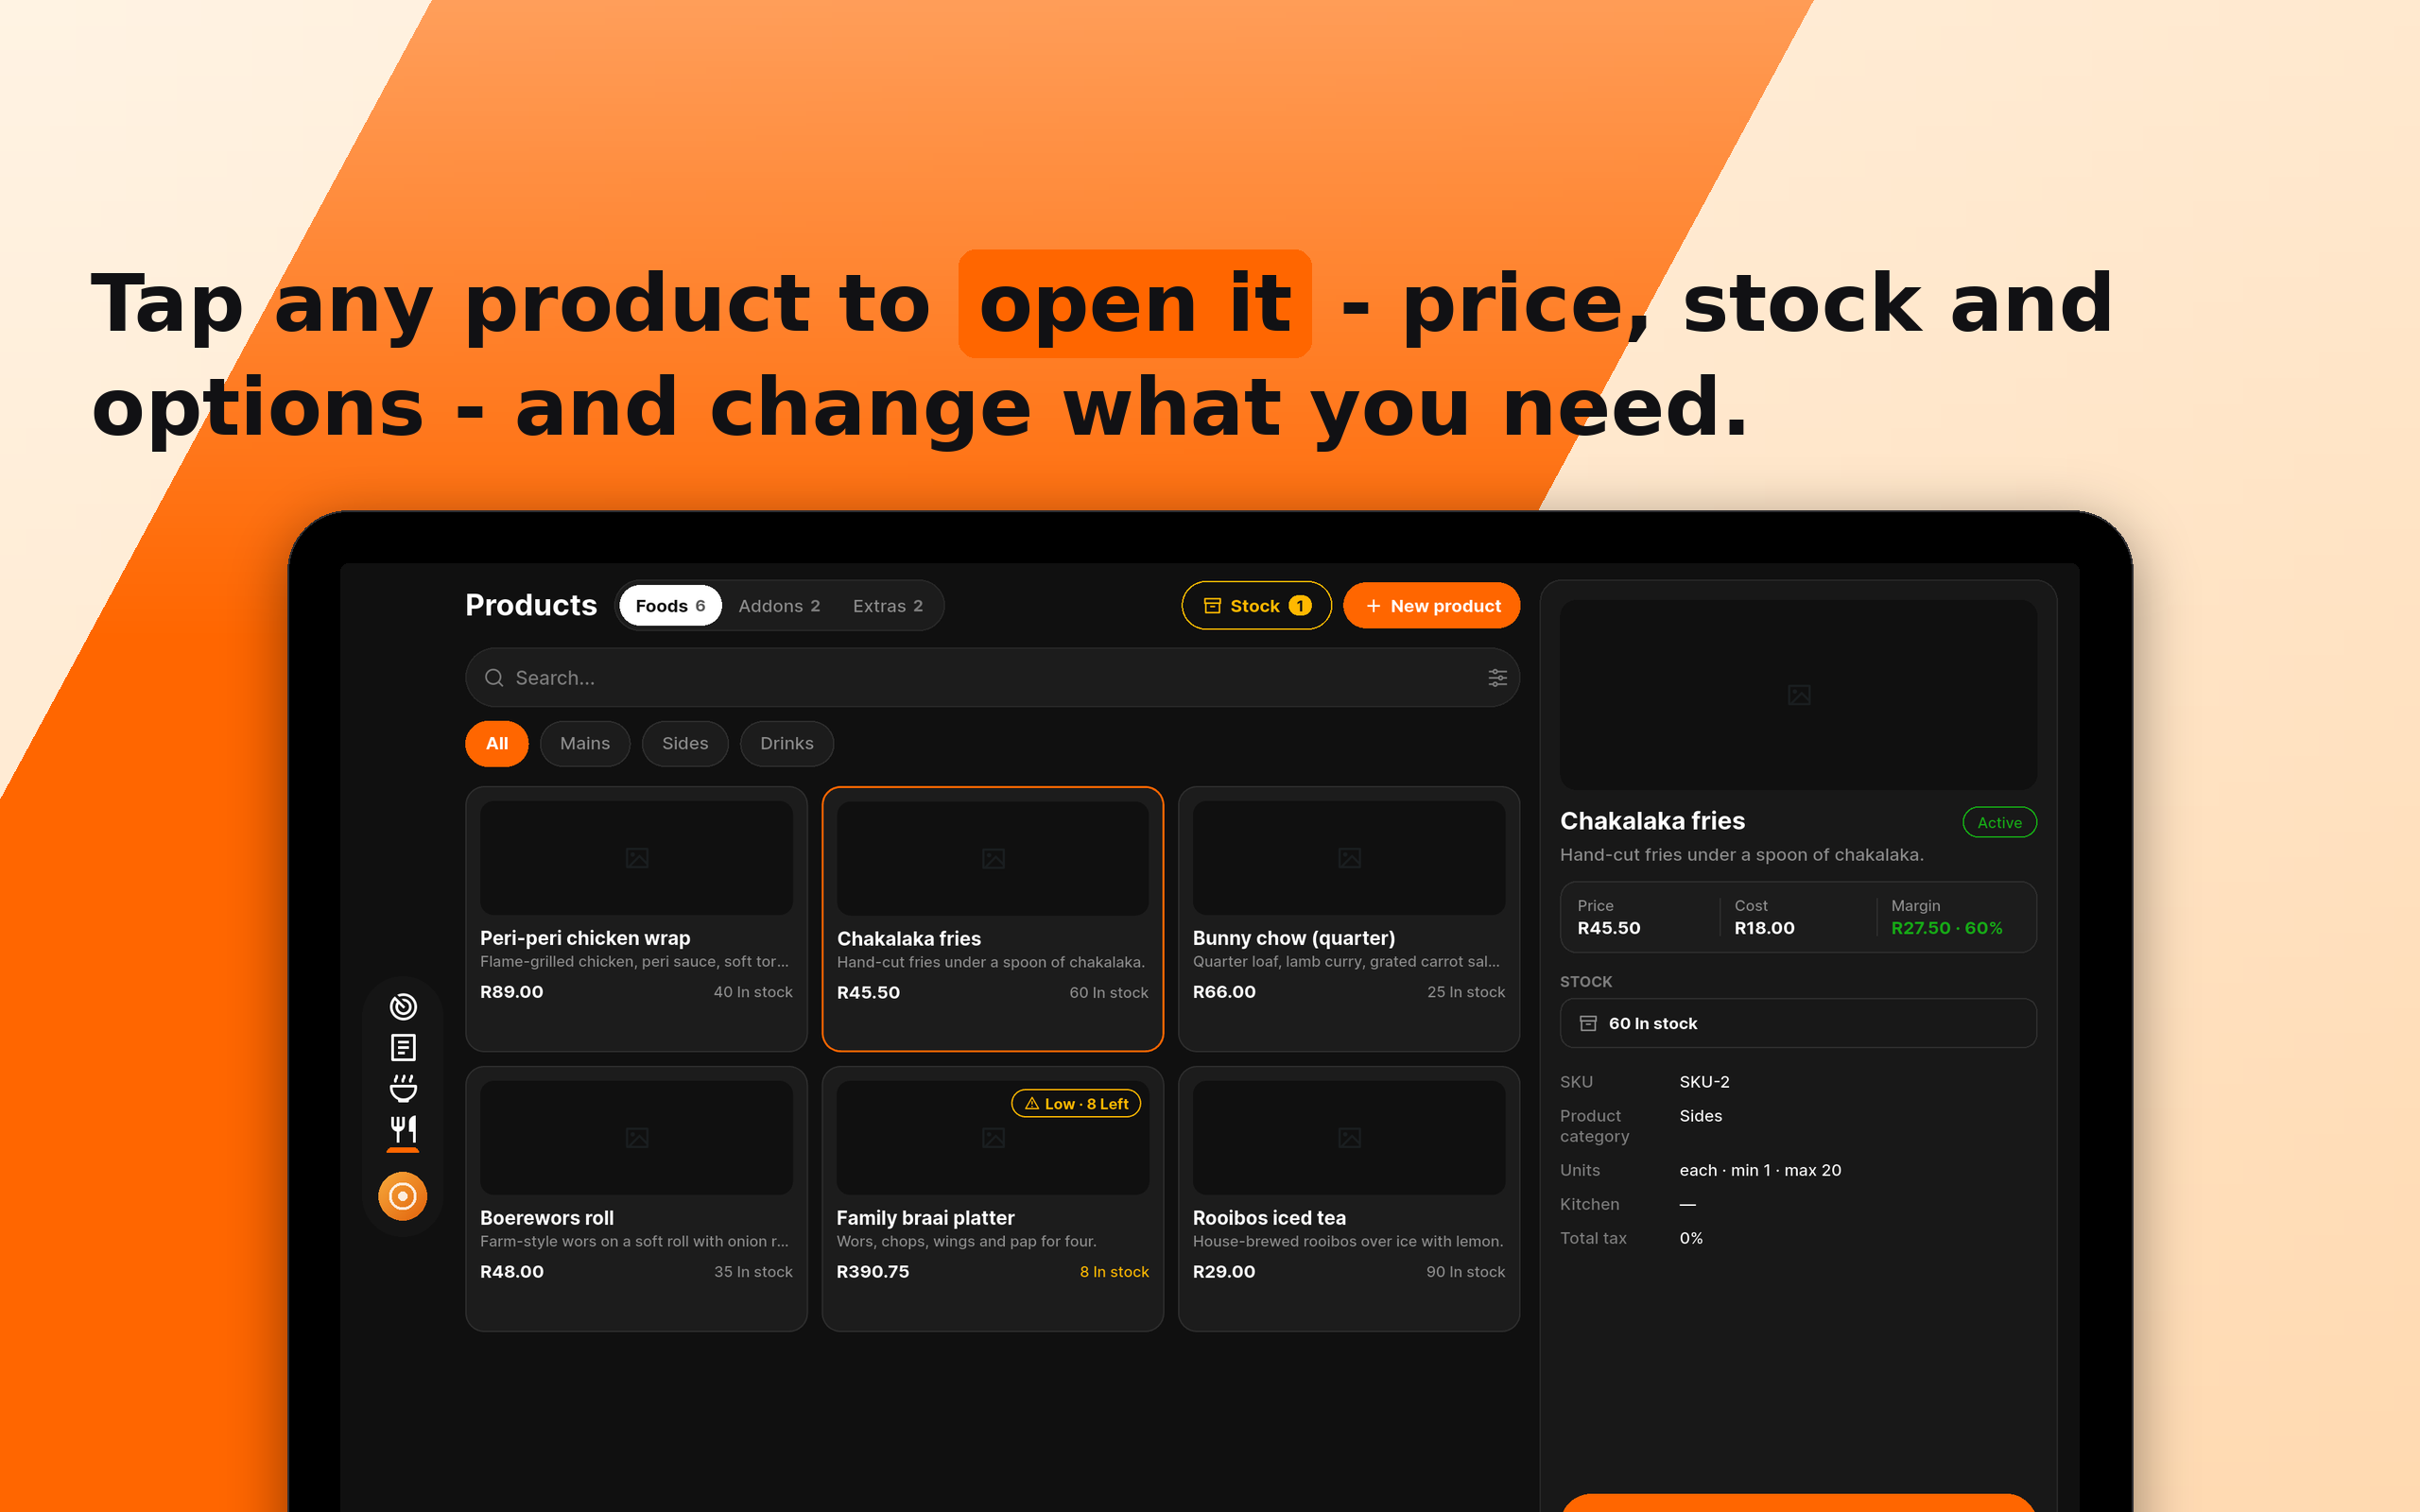 Tap any product to open it - price, stock and
options - and change what you need.
Products
Foods 6
Addons 2
Extras 2
Stock 1
+ New product
Search...
All
Mains
Sides
Drinks
Peri-peri chicken wrap
Flame-grilled chicken, peri sauce, soft tor...
R89.00
40 In stock
Chakalaka fries
Hand-cut fries under a spoon of chakalaka.
R45.50
60 In stock
Bunny chow (quarter)
Quarter loaf, lamb curry, grated carrot sal...
R66.00
25 In stock
Boerewors roll
Farm-style wors on a soft roll with onion r...
R48.00
35 In stock
Low · 8 Left
Family braai platter
Wors, chops, wings and pap for four.
R390.75
8 In stock
Rooibos iced tea
House-brewed rooibos over ice with lemon.
R29.00
90 In stock
Chakalaka fries
Active
Hand-cut fries under a spoon of chakalaka.
Price
R45.50
Cost
R18.00
Margin
R27.50 · 60%
STOCK
60 In stock
SKU
SKU-2
Product
category
Sides
Units
each · min 1 · max 20
Kitchen
—
Total tax
0%